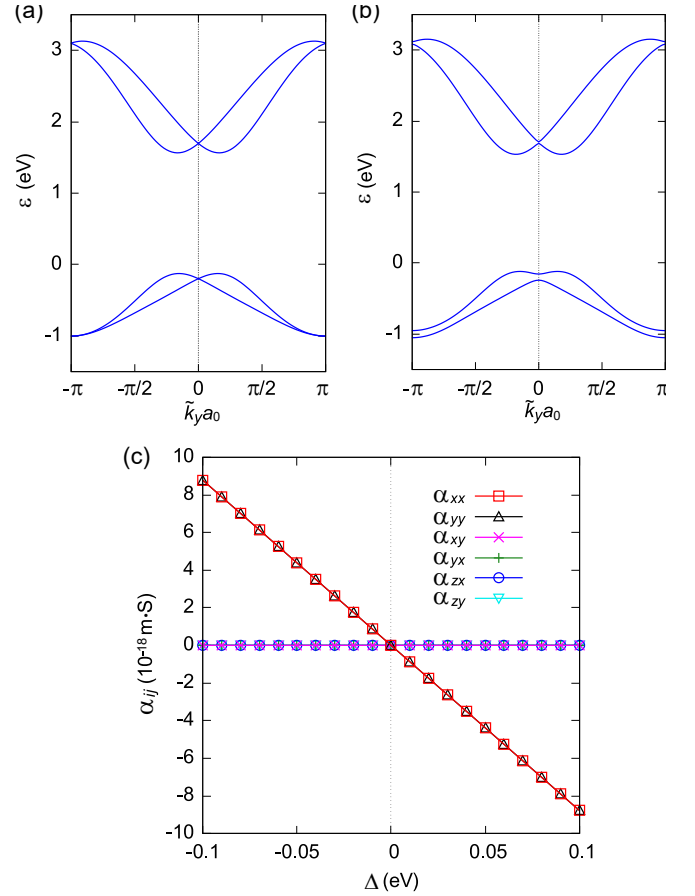 (a)
(b)
3
2
1
0
-1
ε (eV)
-π
-π/2
0
π/2
π
k̃ya0
3
2
1
0
-1
ε (eV)
-π
-π/2
0
π/2
π
k̃ya0
(c)
10
8
6
4
2
0
-2
-4
-6
-8
-10
αij (10⁻¹⁸ m·S)
αxx
αyy
αxy
αyx
αzx
αzy
-0.1
-0.05
0
0.05
0.1
Δ (eV)